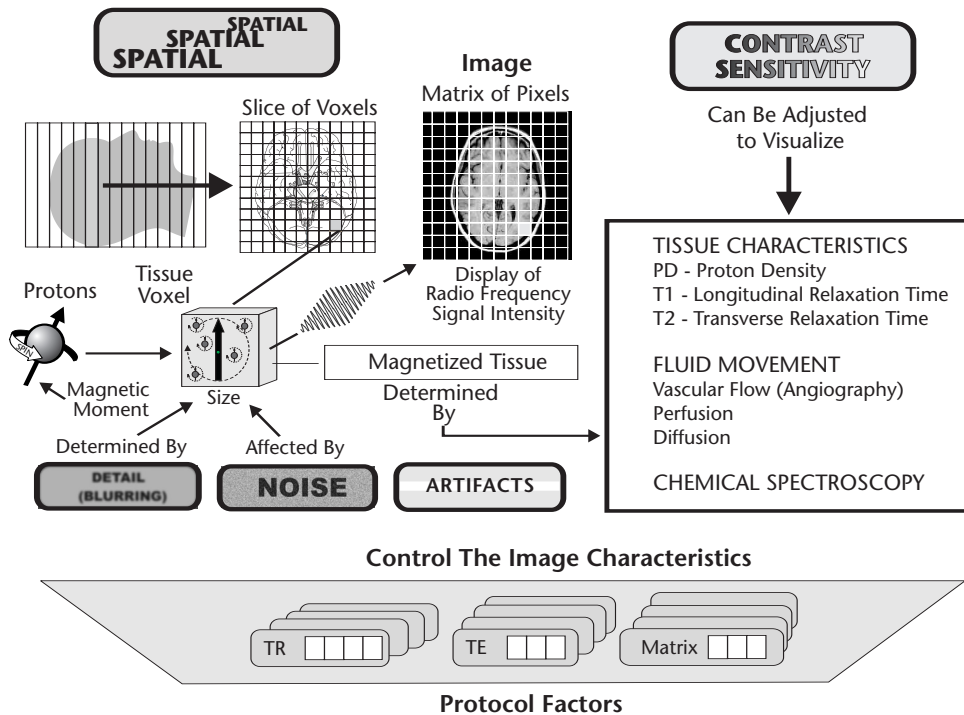 SPATIAL
SPATIAL
SPATIAL
CONTRAST
SENSITIVITY
Image
Matrix of Pixels
Slice of Voxels
Can Be Adjusted
to Visualize
Tissue
Voxel
Protons
SPIN
Magnetic
Moment
Size
Display of
Radio Frequency
Signal Intensity
Magnetized Tissue
Determined
By
Determined By
Affected By
DETAIL
(BLURRING)
NOISE
ARTIFACTS
TISSUE CHARACTERISTICS
PD - Proton Density
T1 - Longitudinal Relaxation Time
T2 - Transverse Relaxation Time
FLUID MOVEMENT
Vascular Flow (Angiography)
Perfusion
Diffusion
CHEMICAL SPECTROSCOPY
Control The Image Characteristics
TR
TE
Matrix
Protocol Factors